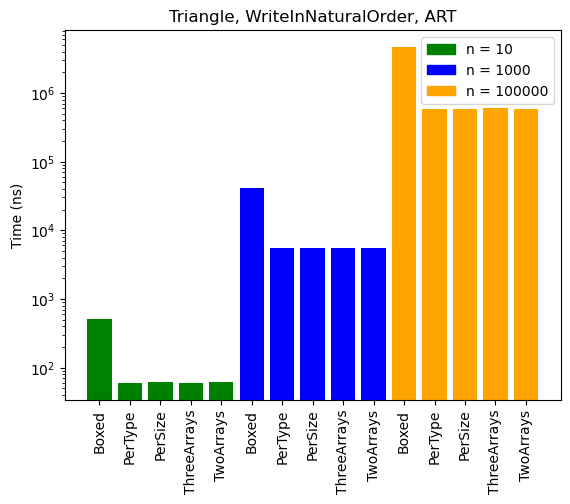 Triangle, WriteInNaturalOrder, ART
n = 10
n = 1000
n = 100000
Time (ns)
10⁶
10⁵
10⁴
10³
10²
Boxed
PerType
PerSize
ThreeArrays
TwoArrays
Boxed
PerType
PerSize
ThreeArrays
TwoArrays
Boxed
PerType
PerSize
ThreeArrays
TwoArrays